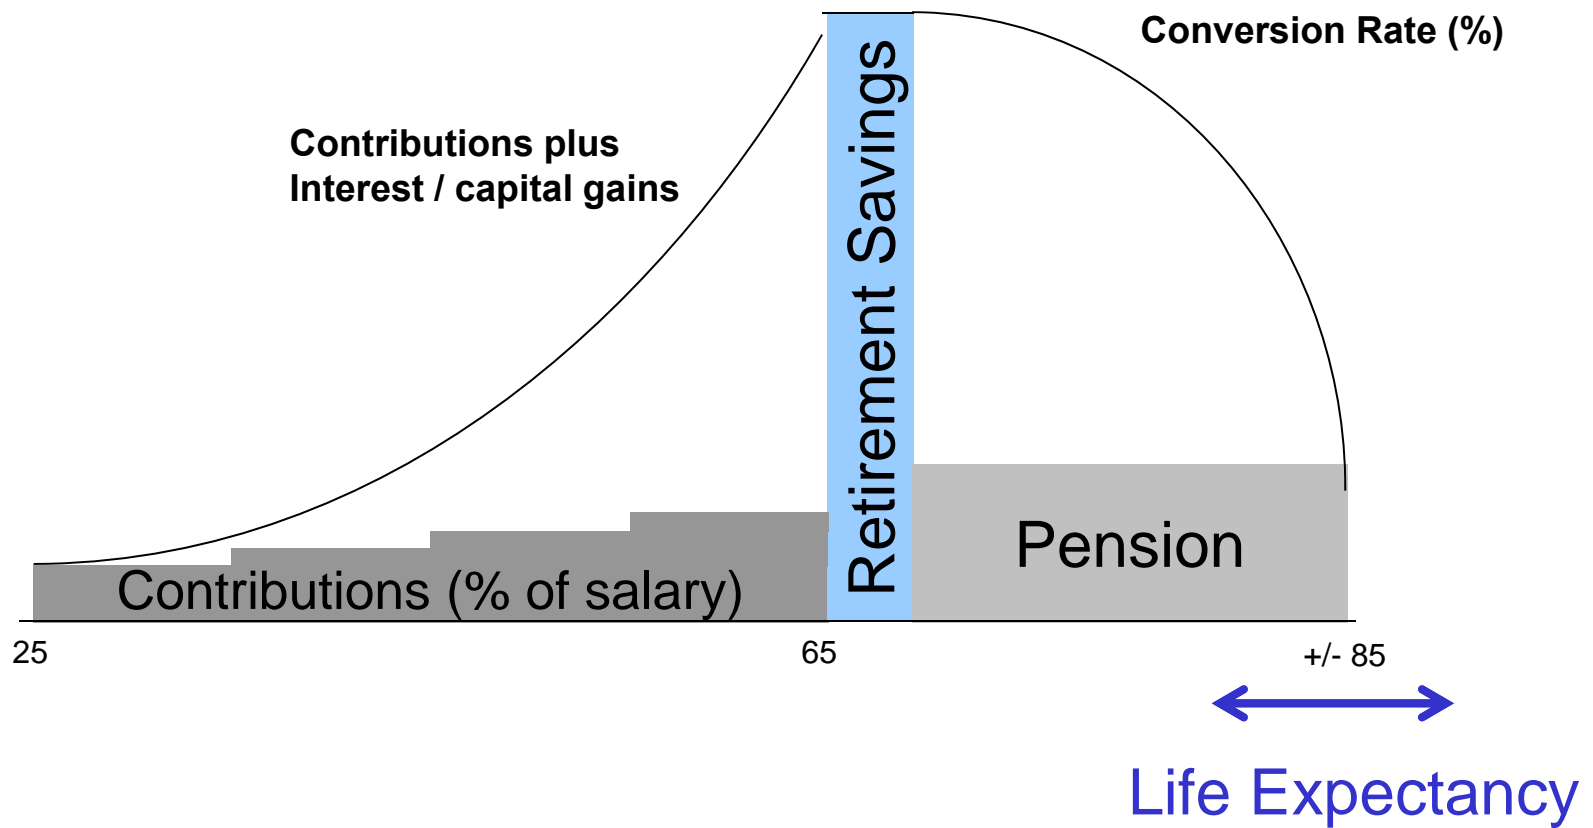 Conversion Rate (%)
Contributions plus
Interest / capital gains
Retirement Savings
Pension
Contributions (% of salary)
25
65
+/- 85
Life Expectancy